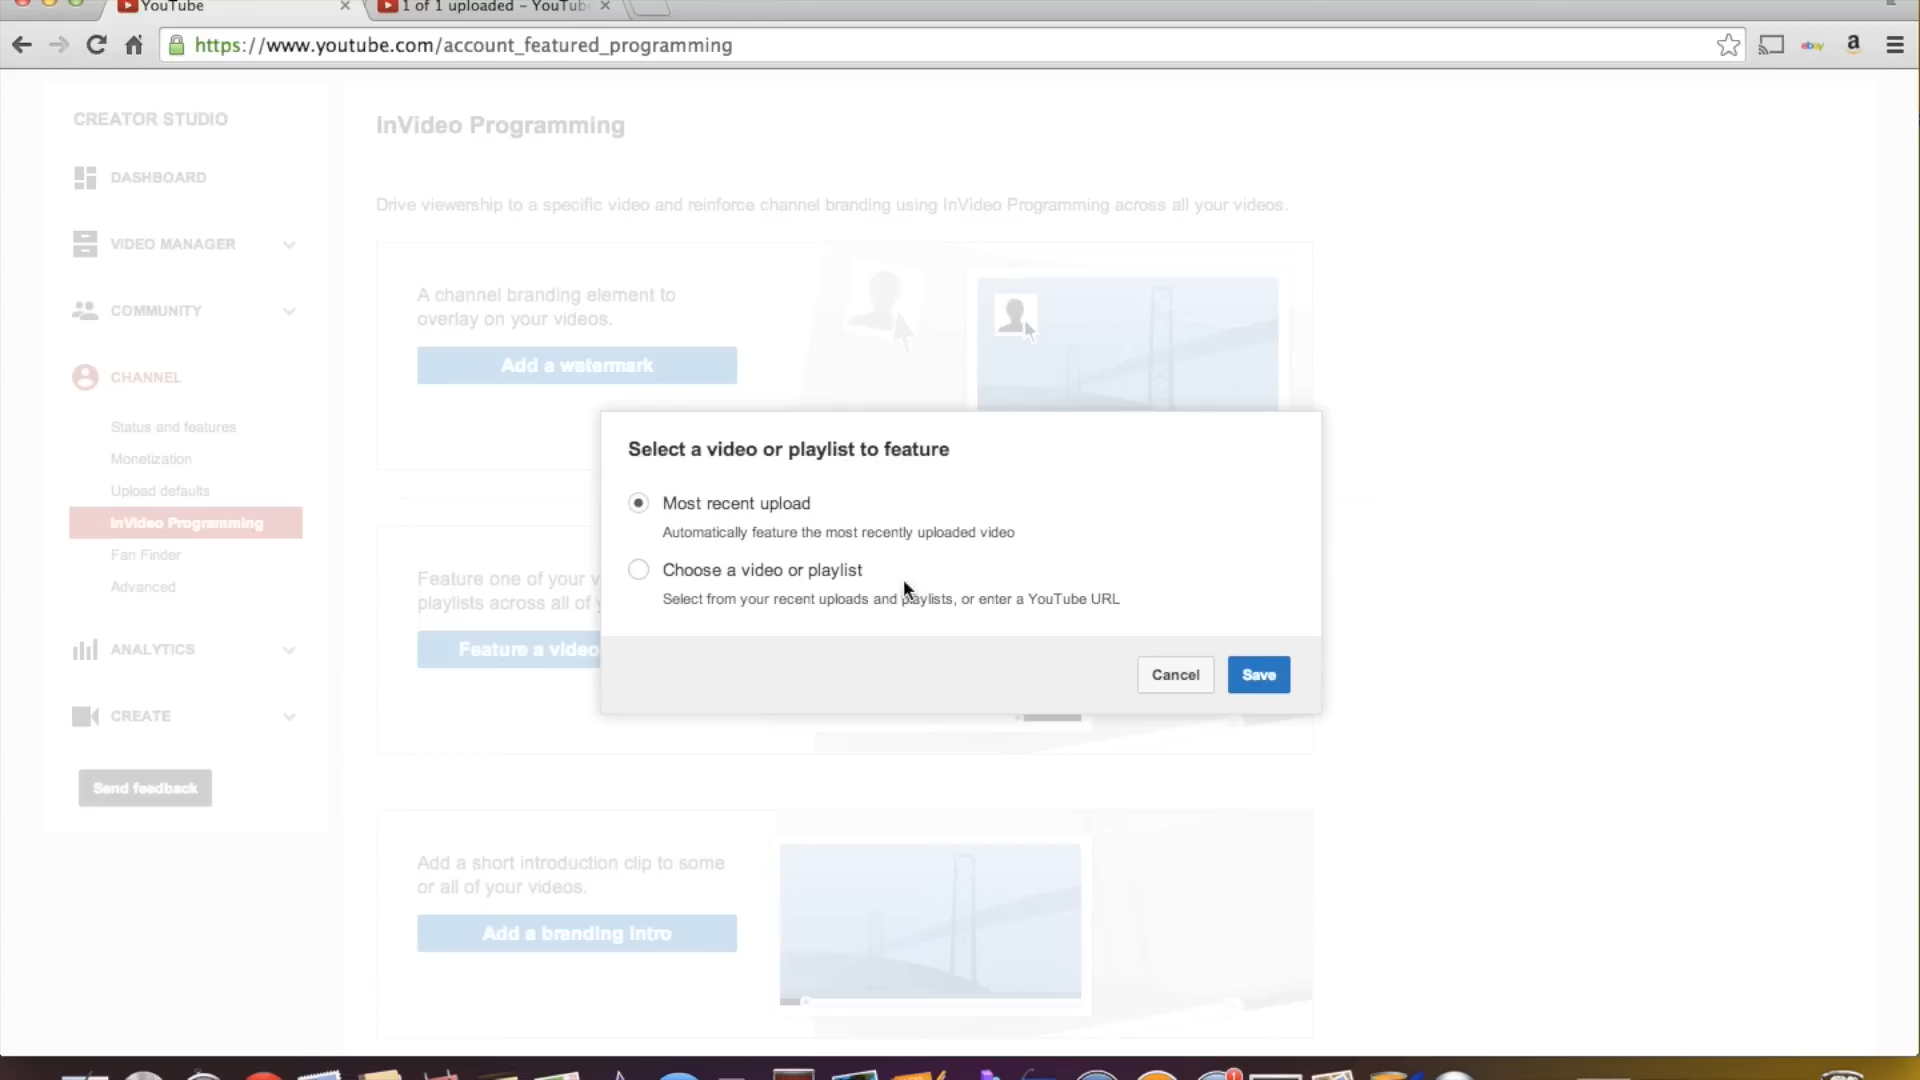 YouTube
1 of 1 uploaded - YouTub
https://www.youtube.com/account_featured_programming
ebay
a
CREATOR STUDIO
DASHBOARD
VIDEO MANAGER
COMMUNITY
CHANNEL
Status and features
Monetization
Upload defaults
InVideo Programming
Fan Finder
Advanced
ANALYTICS
CREATE
Send feedback
InVideo Programming
Drive viewership to a specific video and reinforce channel branding using InVideo Programming across all your videos.
A channel branding element to
overlay on your videos.
Add a watermark
Feature one of your v
playlists across all of
Feature a video
Select a video or playlist to feature
Most recent upload
Automatically feature the most recently uploaded video
Choose a video or playlist
Select from your recent uploads and playlists, or enter a YouTube URL
Cancel
Save
Add a short introduction clip to some
or all of your videos.
Add a branding intro
1